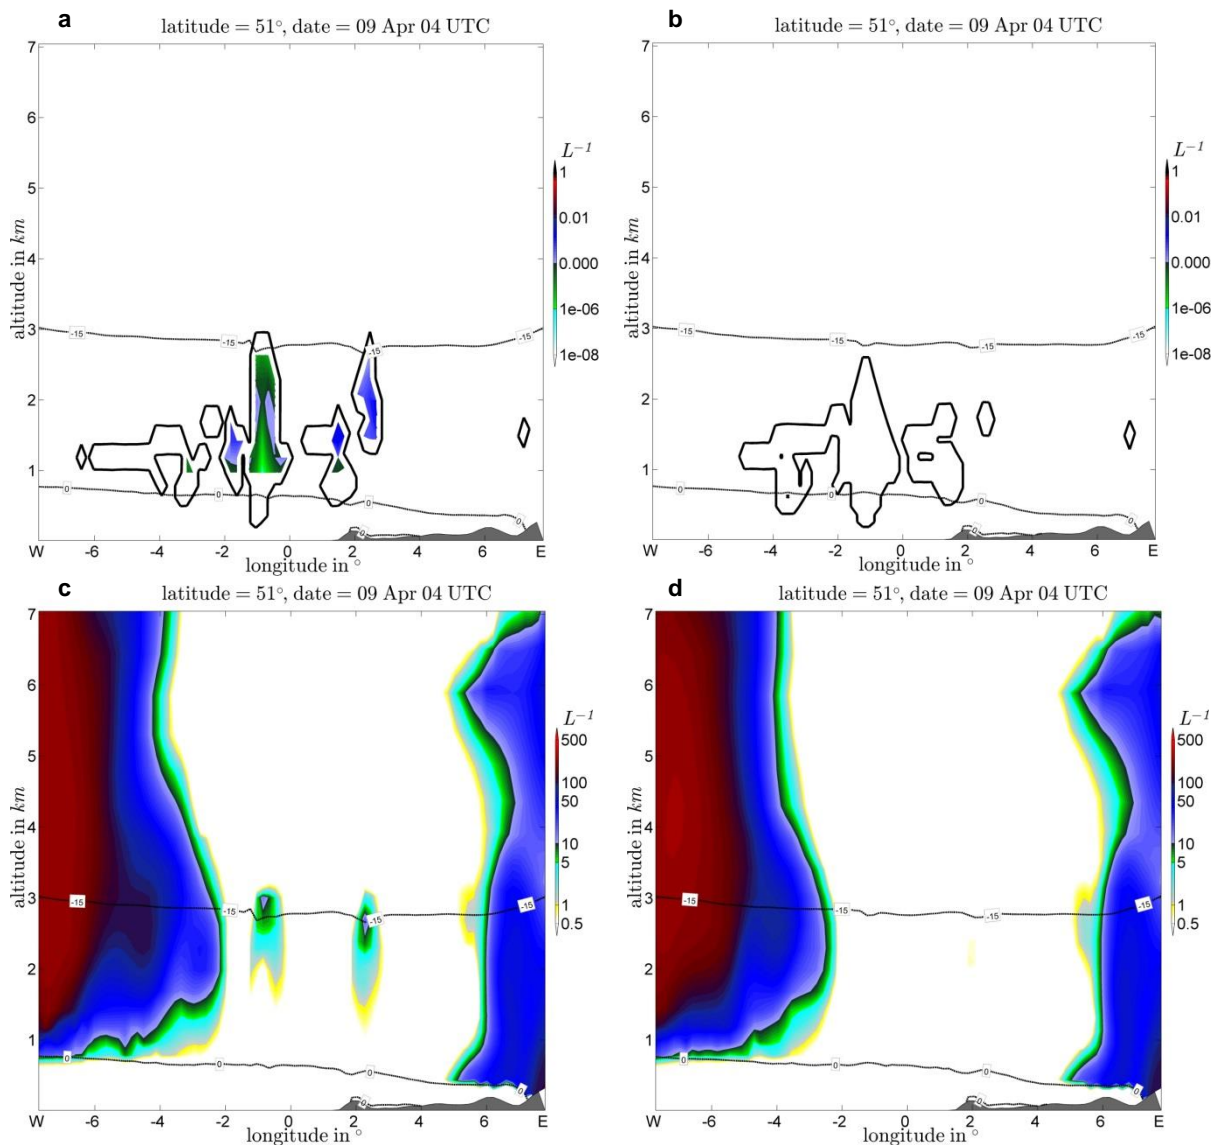 a
latitude = 51°, date = 09 Apr 04 UTC
7
6
5
4
3
2
1
altitude in km
-15
-15
-15
0
0
0
0
0
W -6 -4 -2 0 2 4 6 E
longitude in °
L⁻¹
1
0.01
0.000
1e-06
1e-08
b
latitude = 51°, date = 09 Apr 04 UTC
7
6
5
4
3
2
1
altitude in km
-15
-15
-15
0
0
0
0
0
W -6 -4 -2 0 2 4 6 E
longitude in °
L⁻¹
1
0.01
0.000
1e-06
1e-08
c
latitude = 51°, date = 09 Apr 04 UTC
7
6
5
4
3
2
1
altitude in km
-15
-15
-15
-15
0
0
0
0
0
W -6 -4 -2 0 2 4 6 E
longitude in °
L⁻¹
500
100
50
10
5
1
0.5
d
latitude = 51°, date = 09 Apr 04 UTC
7
6
5
4
3
2
1
altitude in km
-15
-15
-15
-15
0
0
0
0
0
W -6 -4 -2 0 2 4 6 E
longitude in °
L⁻¹
500
100
50
10
5
1
0.5